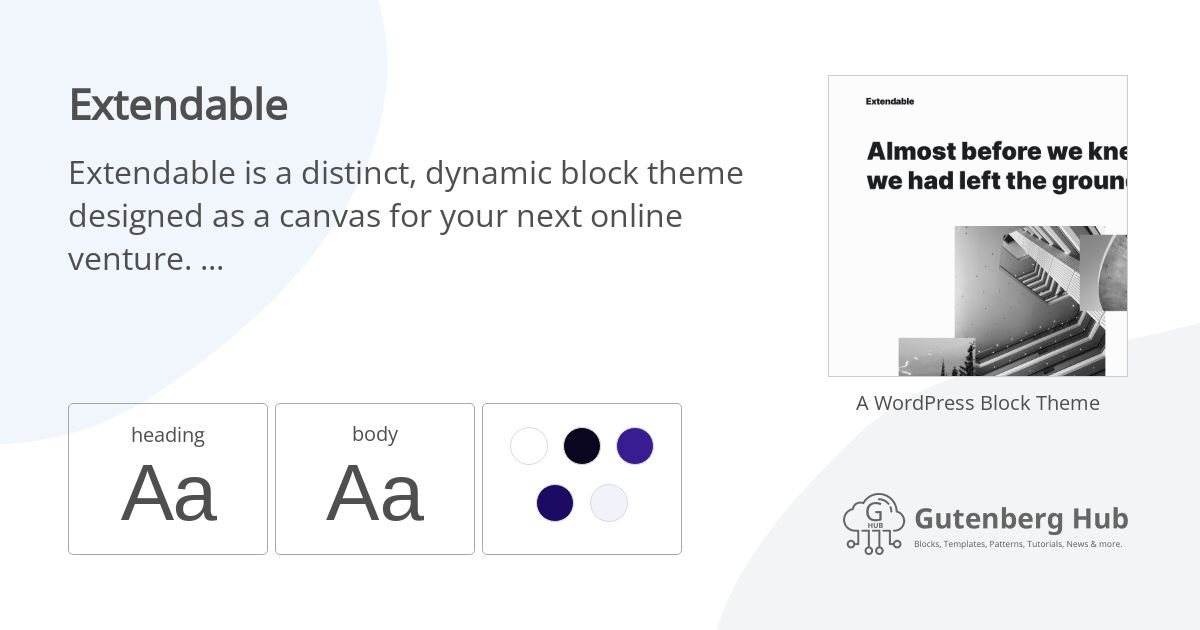 Extendable
Extendable is a distinct, dynamic block theme
designed as a canvas for your next online
venture. ...
heading
Aa
body
Aa
Extendable
Almost before we kne
we had left the groun
A WordPress Block Theme
G
HUB
Gutenberg Hub
Blocks, Templates, Patterns, Tutorials, News & more.